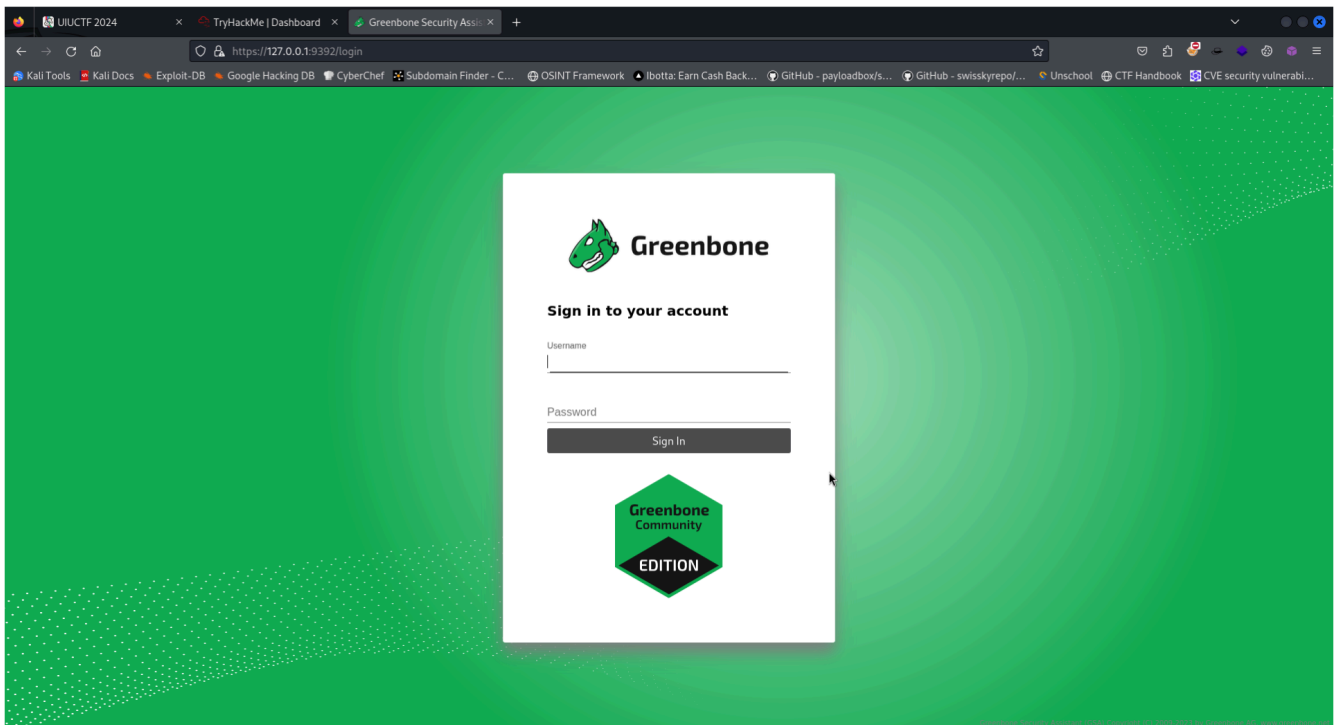 UIUCTF 2024
TryHackMe | Dashboard
Greenbone Security Assis
https://127.0.0.1:9392/login
Kali Tools
Kali Docs
Exploit-DB
Google Hacking DB
CyberChef
Subdomain Finder - C...
OSINT Framework
Ibotta: Earn Cash Back...
GitHub - payloadbox/s...
GitHub - swisskyrepo/...
Unschool
CTF Handbook
CVE security vulnerabi...
Greenbone
Sign in to your account
Username
Password
Sign In
Greenbone
Community
EDITION